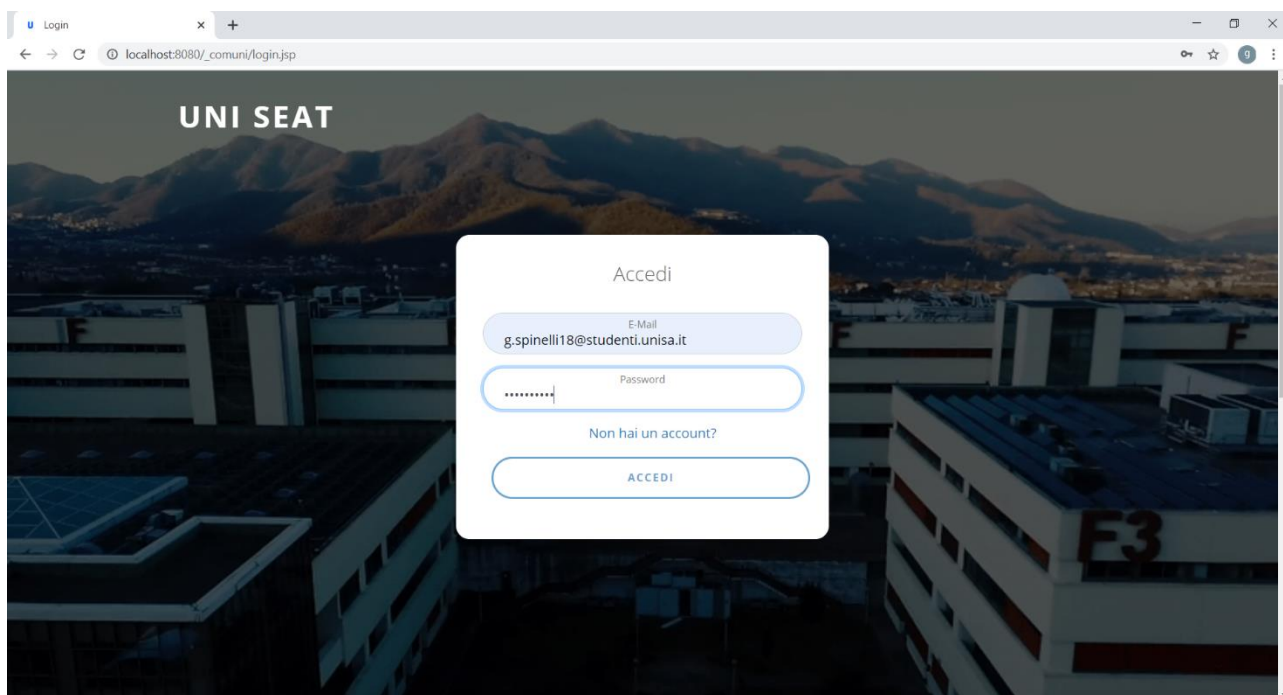 U Login
localhost:8080/_comuni/login.jsp
g
UNI SEAT
Accedi
E-Mail
g.spinelli18@studenti.unisa.it
Password
••••••••••
Non hai un account?
ACCEDI
F
F
F3